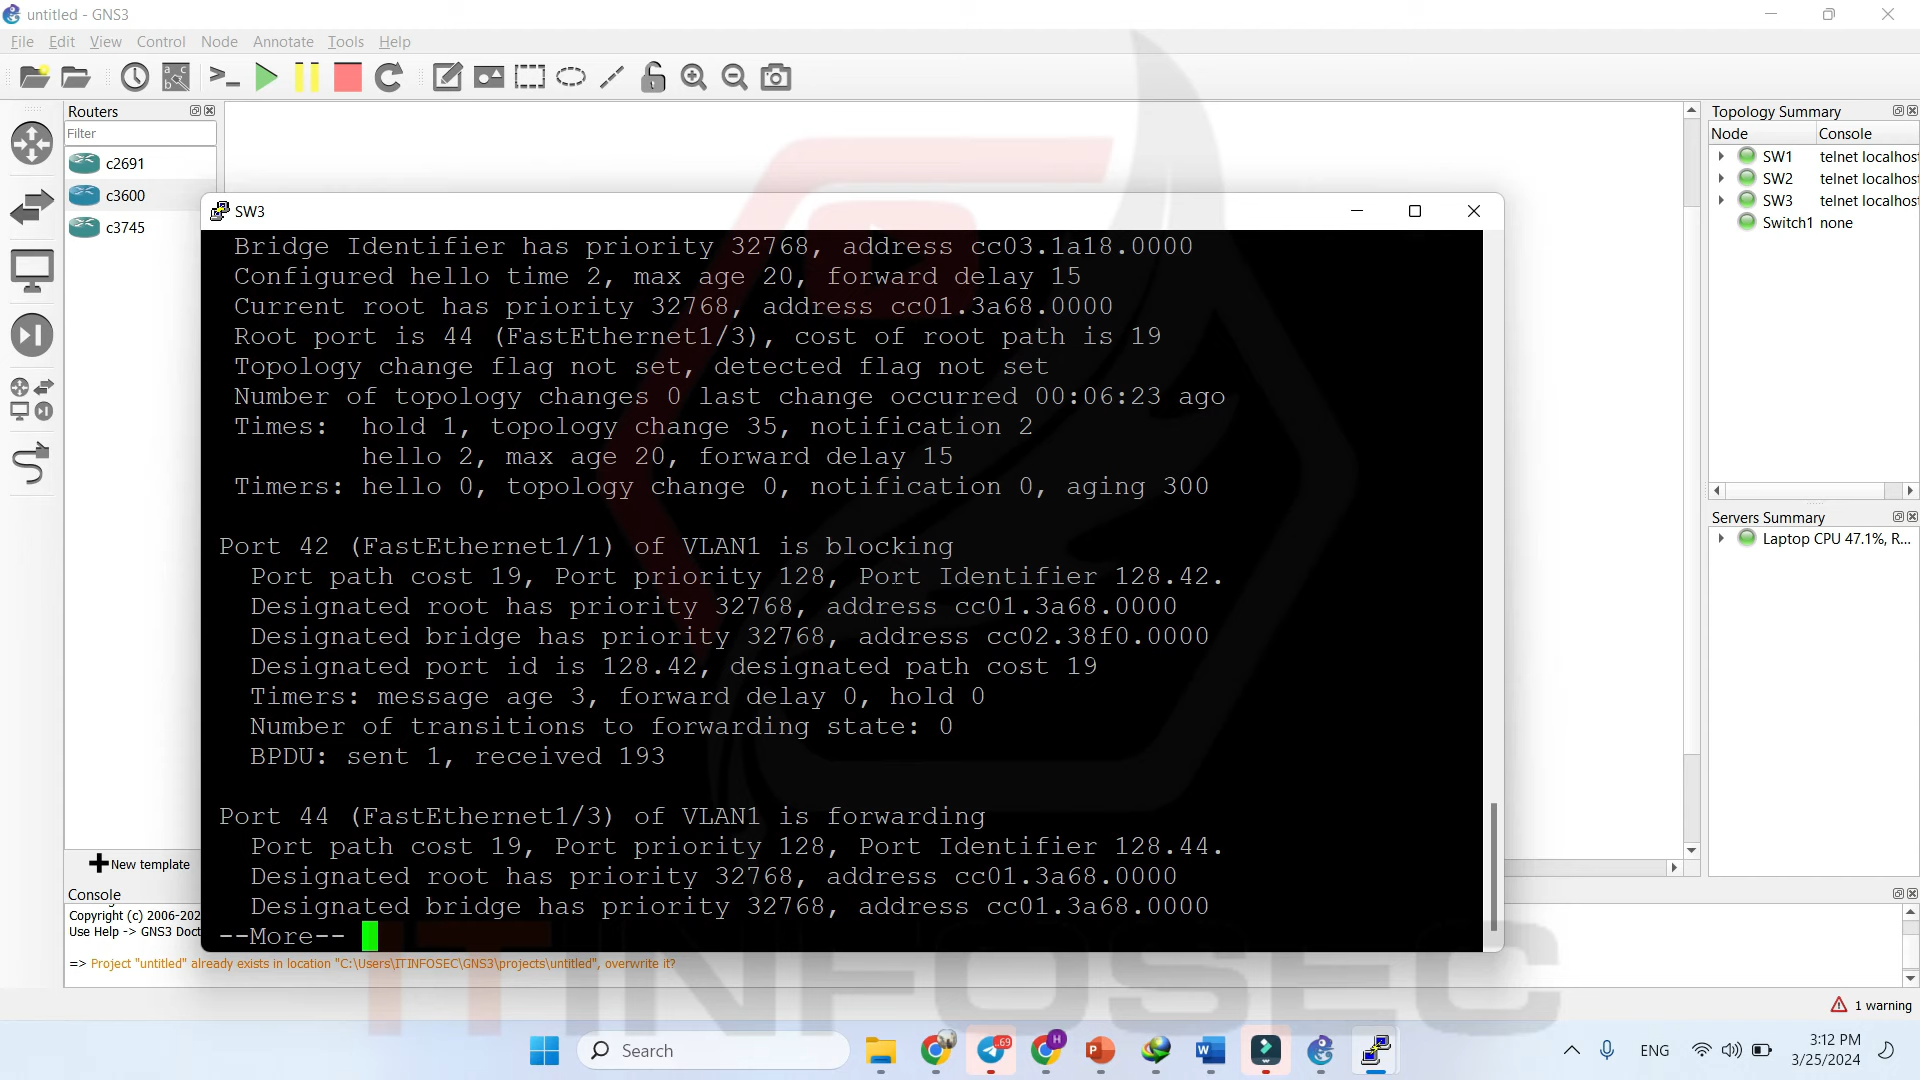 untitled - GNS3
File Edit View Control Node Annotate Tools Help
Routers
Filter
c2691
c3600
c3745
New template
SW3
Bridge Identifier has priority 32768, address cc03.1a18.0000
Configured hello time 2, max age 20, forward delay 15
Current root has priority 32768, address cc01.3a68.0000
Root port is 44 (FastEthernet1/3), cost of root path is 19
Topology change flag not set, detected flag not set
Number of topology changes 0 last change occurred 00:06:23 ago
Times:  hold 1, topology change 35, notification 2
hello 2, max age 20, forward delay 15
Timers: hello 0, topology change 0, notification 0, aging 300
Port 42 (FastEthernet1/1) of VLAN1 is blocking
Port path cost 19, Port priority 128, Port Identifier 128.42.
Designated root has priority 32768, address cc01.3a68.0000
Designated bridge has priority 32768, address cc02.38f0.0000
Designated port id is 128.42, designated path cost 19
Timers: message age 3, forward delay 0, hold 0
Number of transitions to forwarding state: 0
BPDU: sent 1, received 193
Port 44 (FastEthernet1/3) of VLAN1 is forwarding
Port path cost 19, Port priority 128, Port Identifier 128.44.
Designated root has priority 32768, address cc01.3a68.0000
Designated bridge has priority 32768, address cc01.3a68.0000
--More--
Topology Summary
Node Console
SW1 telnet localhos
SW2 telnet localhos
SW3 telnet localhos
Switch1 none
Servers Summary
Laptop CPU 47.1%, R...
Console
Copyright (c) 2006-202
Use Help -> GNS3 Doct
=> Project "untitled" already exists in location "C:\Users\ITINFOSEC\GNS3\projects\untitled", overwrite it?
ITINFOSEC
1 warning
Search
..69
H
W
ENG
3:12 PM
3/25/2024